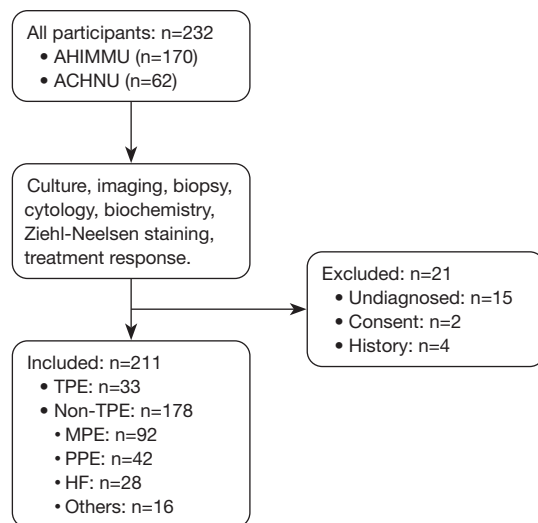 All participants: n=232
• AHIMMU (n=170)
• ACHNU (n=62)
Culture, imaging, biopsy,
cytology, biochemistry,
Ziehl-Neelsen staining,
treatment response.
Excluded: n=21
• Undiagnosed: n=15
• Consent: n=2
• History: n=4
Included: n=211
• TPE: n=33
• Non-TPE: n=178
• MPE: n=92
• PPE: n=42
• HF: n=28
• Others: n=16